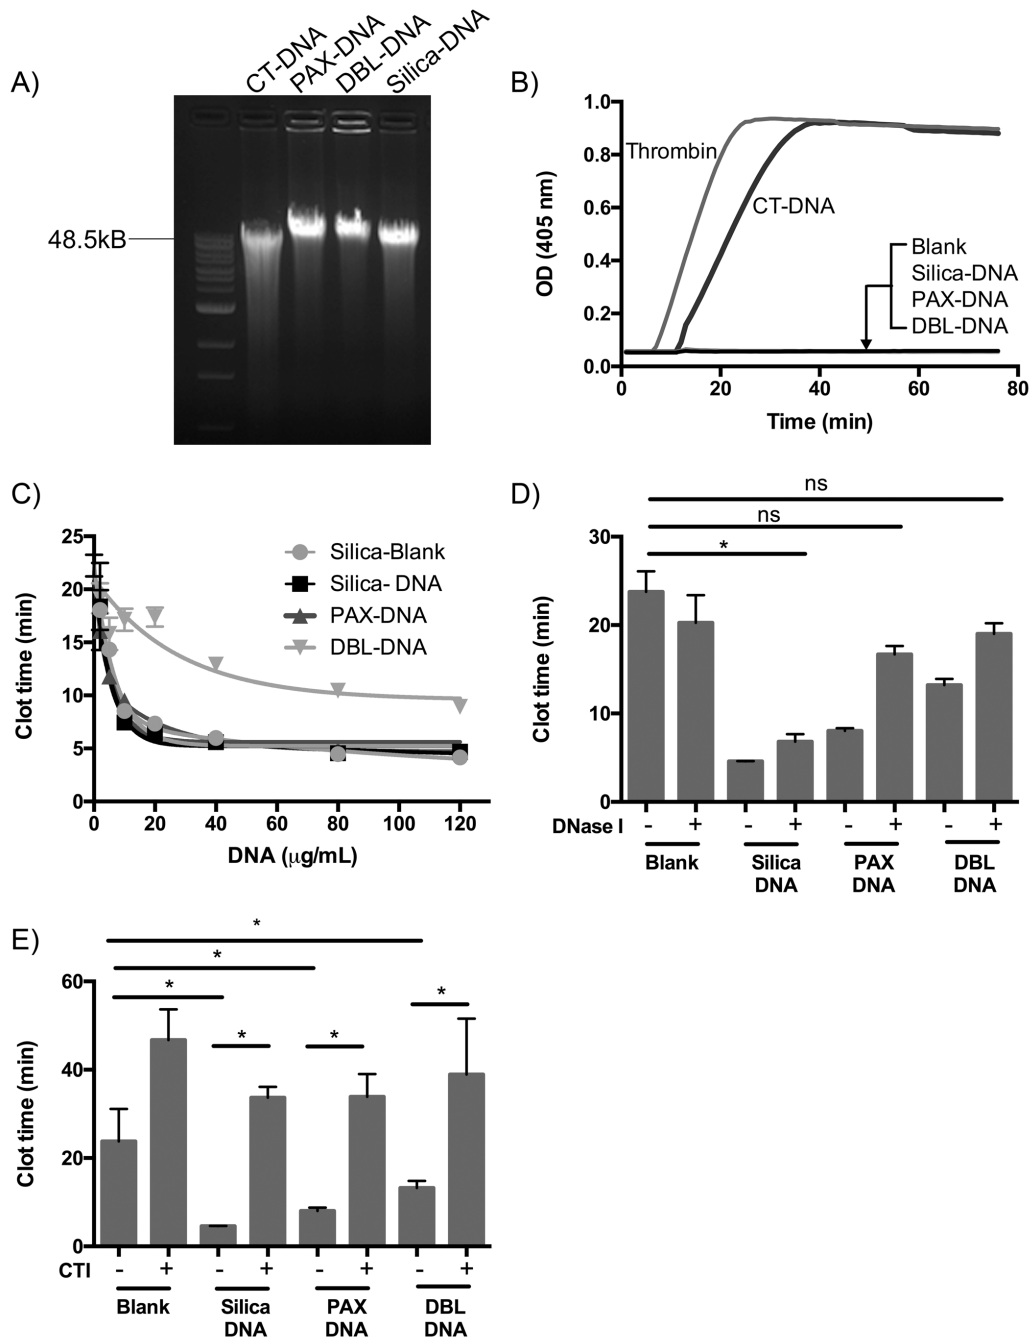 A)
CT-DNA
PAX-DNA
DBL-DNA
Silica-DNA
48.5kB
B)
OD (405 nm)
1.0
0.8
0.6
0.4
0.2
0.0
Thrombin
CT-DNA
Blank
Silica-DNA
PAX-DNA
DBL-DNA
0 20 40 60 80
Time (min)
C)
Clot time (min)
25
20
15
10
5
0
Silica-Blank
Silica- DNA
PAX-DNA
DBL-DNA
0 20 40 60 80 100 120
DNA (μg/mL)
D)
Clot time (min)
30
20
10
0
ns
ns
*
DNase I - + - + - + - +
Blank
Silica
DNA
PAX
DNA
DBL
DNA
E)
Clot time (min)
60
40
20
0
*
*
*
*
*
*
CTI - + - + - + - +
Blank
Silica
DNA
PAX
DNA
DBL
DNA